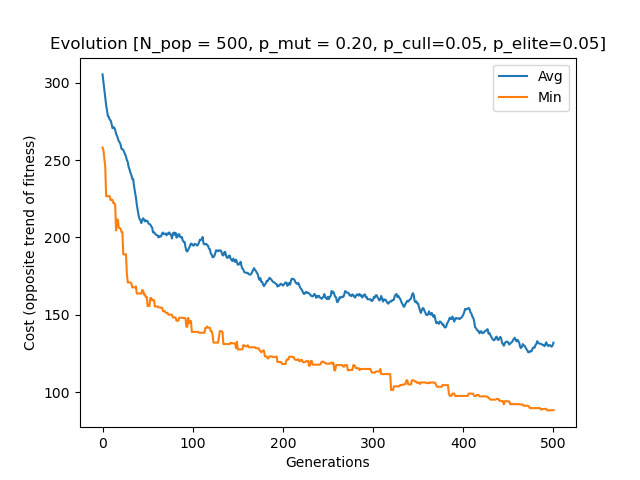 Evolution [N_pop = 500, p_mut = 0.20, p_cull=0.05, p_elite=0.05]
Avg
Min
Cost (opposite trend of fitness)
300
250
200
150
100
0 100 200 300 400 500
Generations